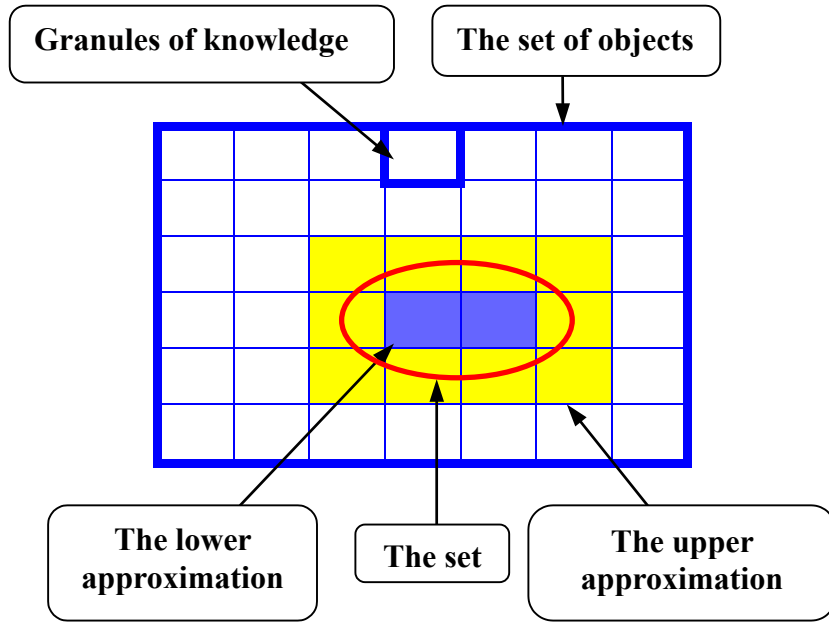 Granules of knowledge
The set of objects
The lower
approximation
The set
The upper
approximation